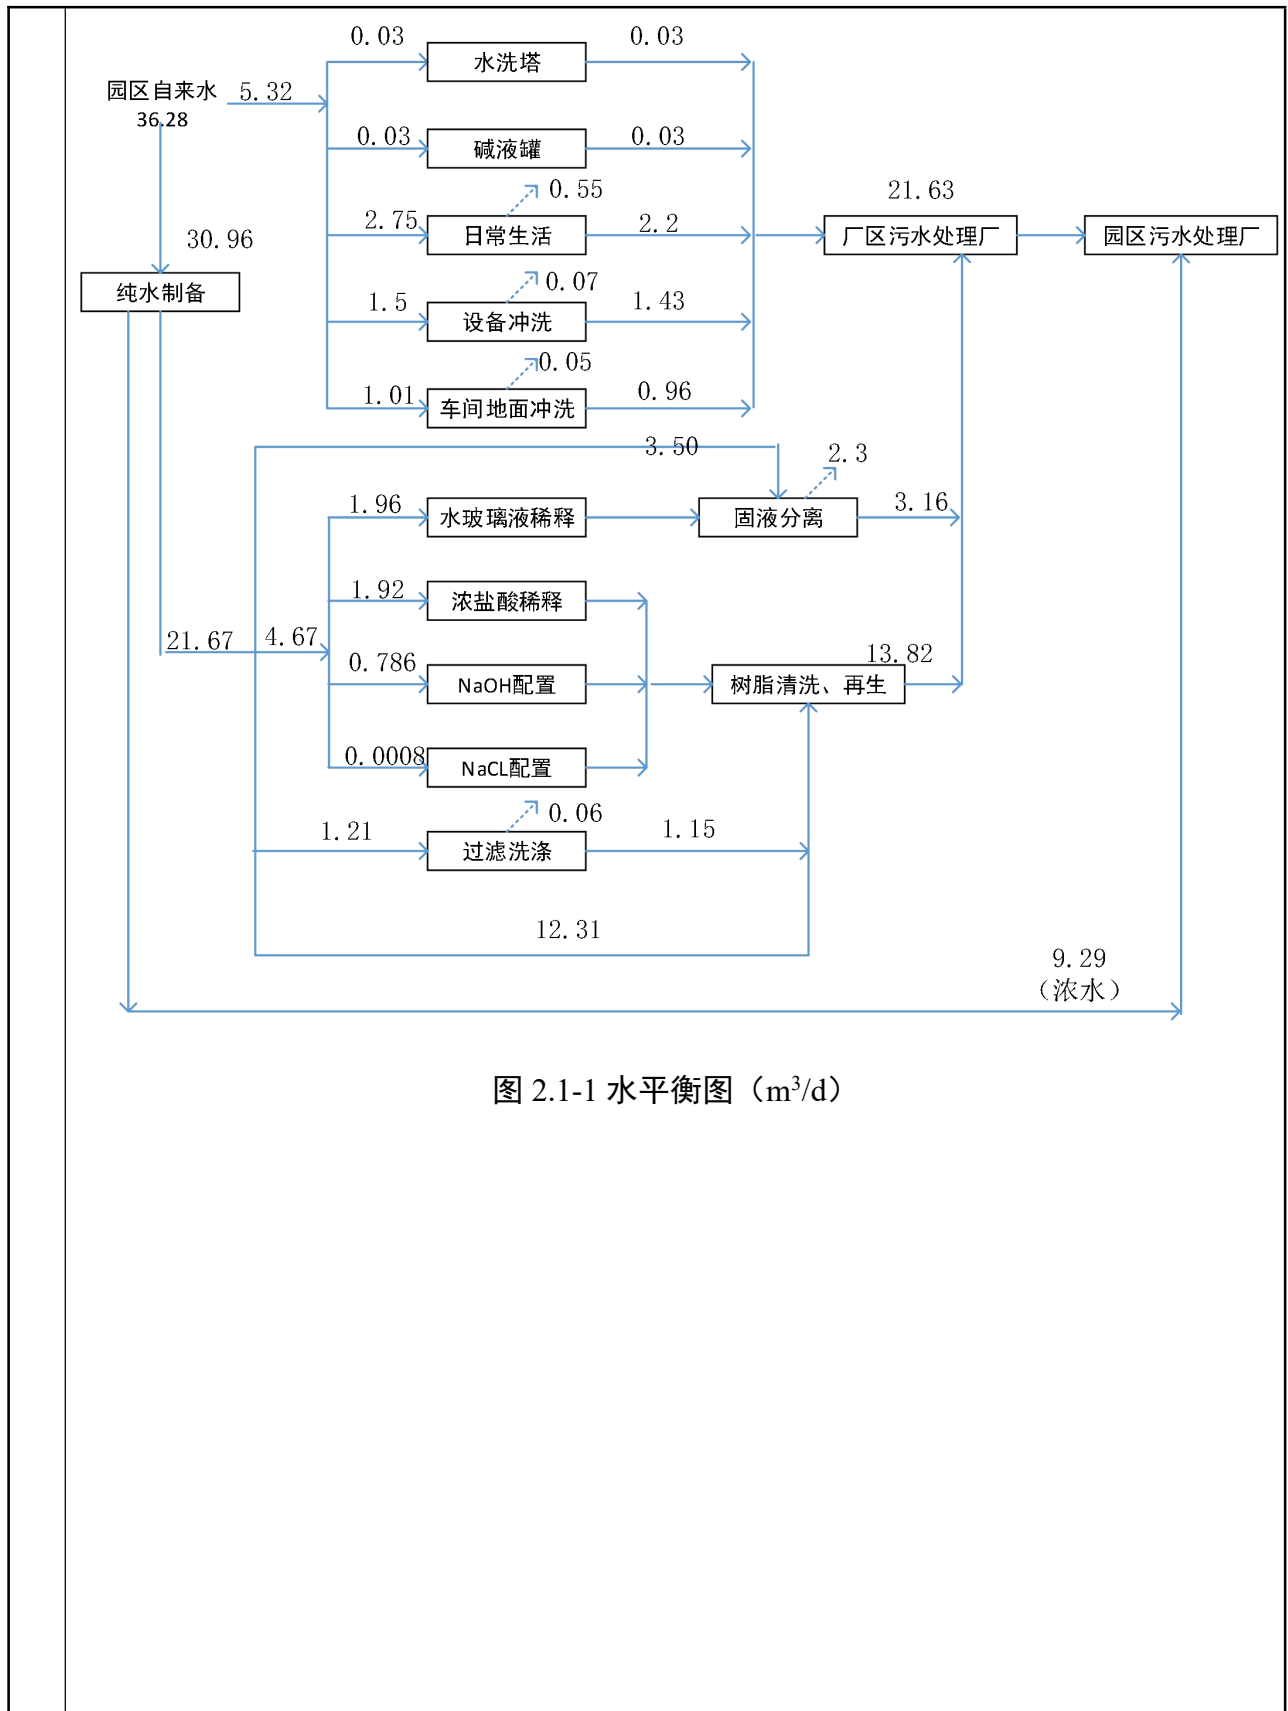 0.03
水洗塔
0.03
园区自来水
36.28
5.32
0.03
碱液罐
0.03
0.55
2.75
日常生活
2.2
21.63
厂区污水处理厂
园区污水处理厂
30.96
纯水制备
0.07
1.5
设备冲洗
1.43
0.05
1.01
车间地面冲洗
0.96
3.50
2.3
1.96
水玻璃液稀释
固液分离
3.16
1.92
浓盐酸稀释
21.67
4.67
0.786
NaOH配置
树脂清洗、再生
13.82
0.0008
NaCL配置
0.06
1.21
过滤洗涤
1.15
12.31
9.29
（浓水）
图 2.1-1 水平衡图（m³/d）